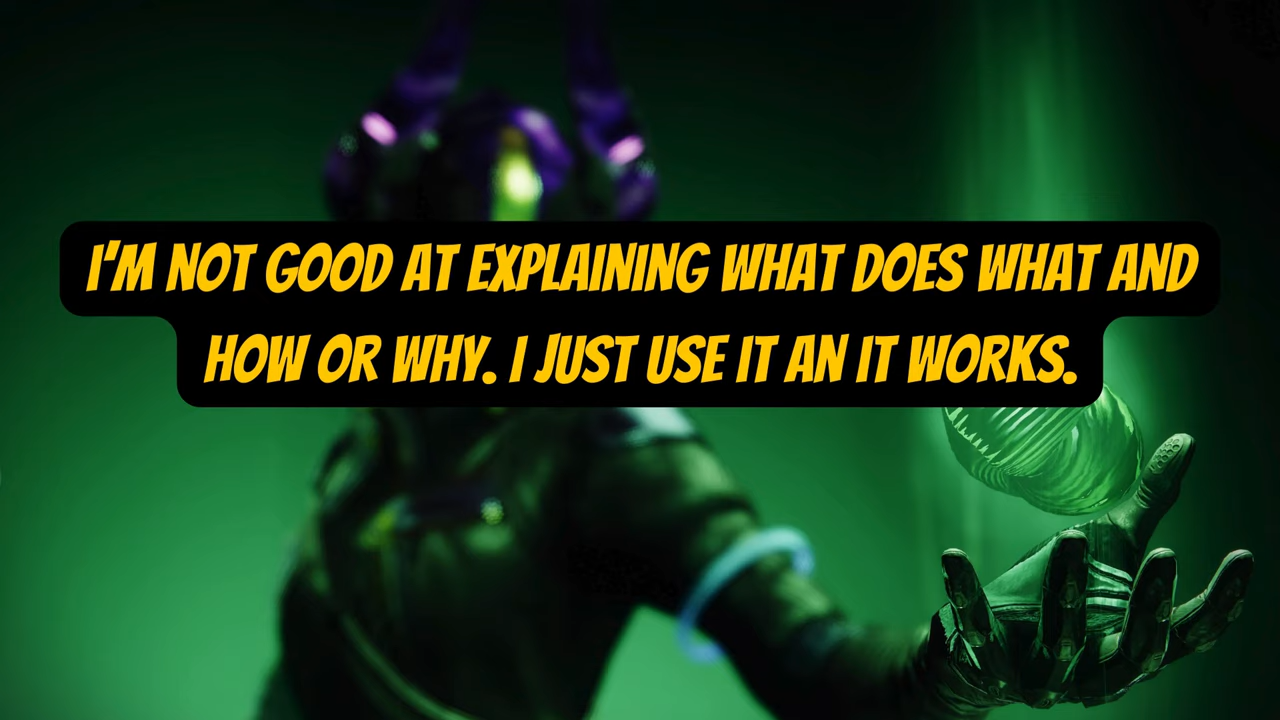 I'M NOT GOOD AT EXPLAINING WHAT DOES WHAT AND
HOW OR WHY. I JUST USE IT AN IT WORKS.